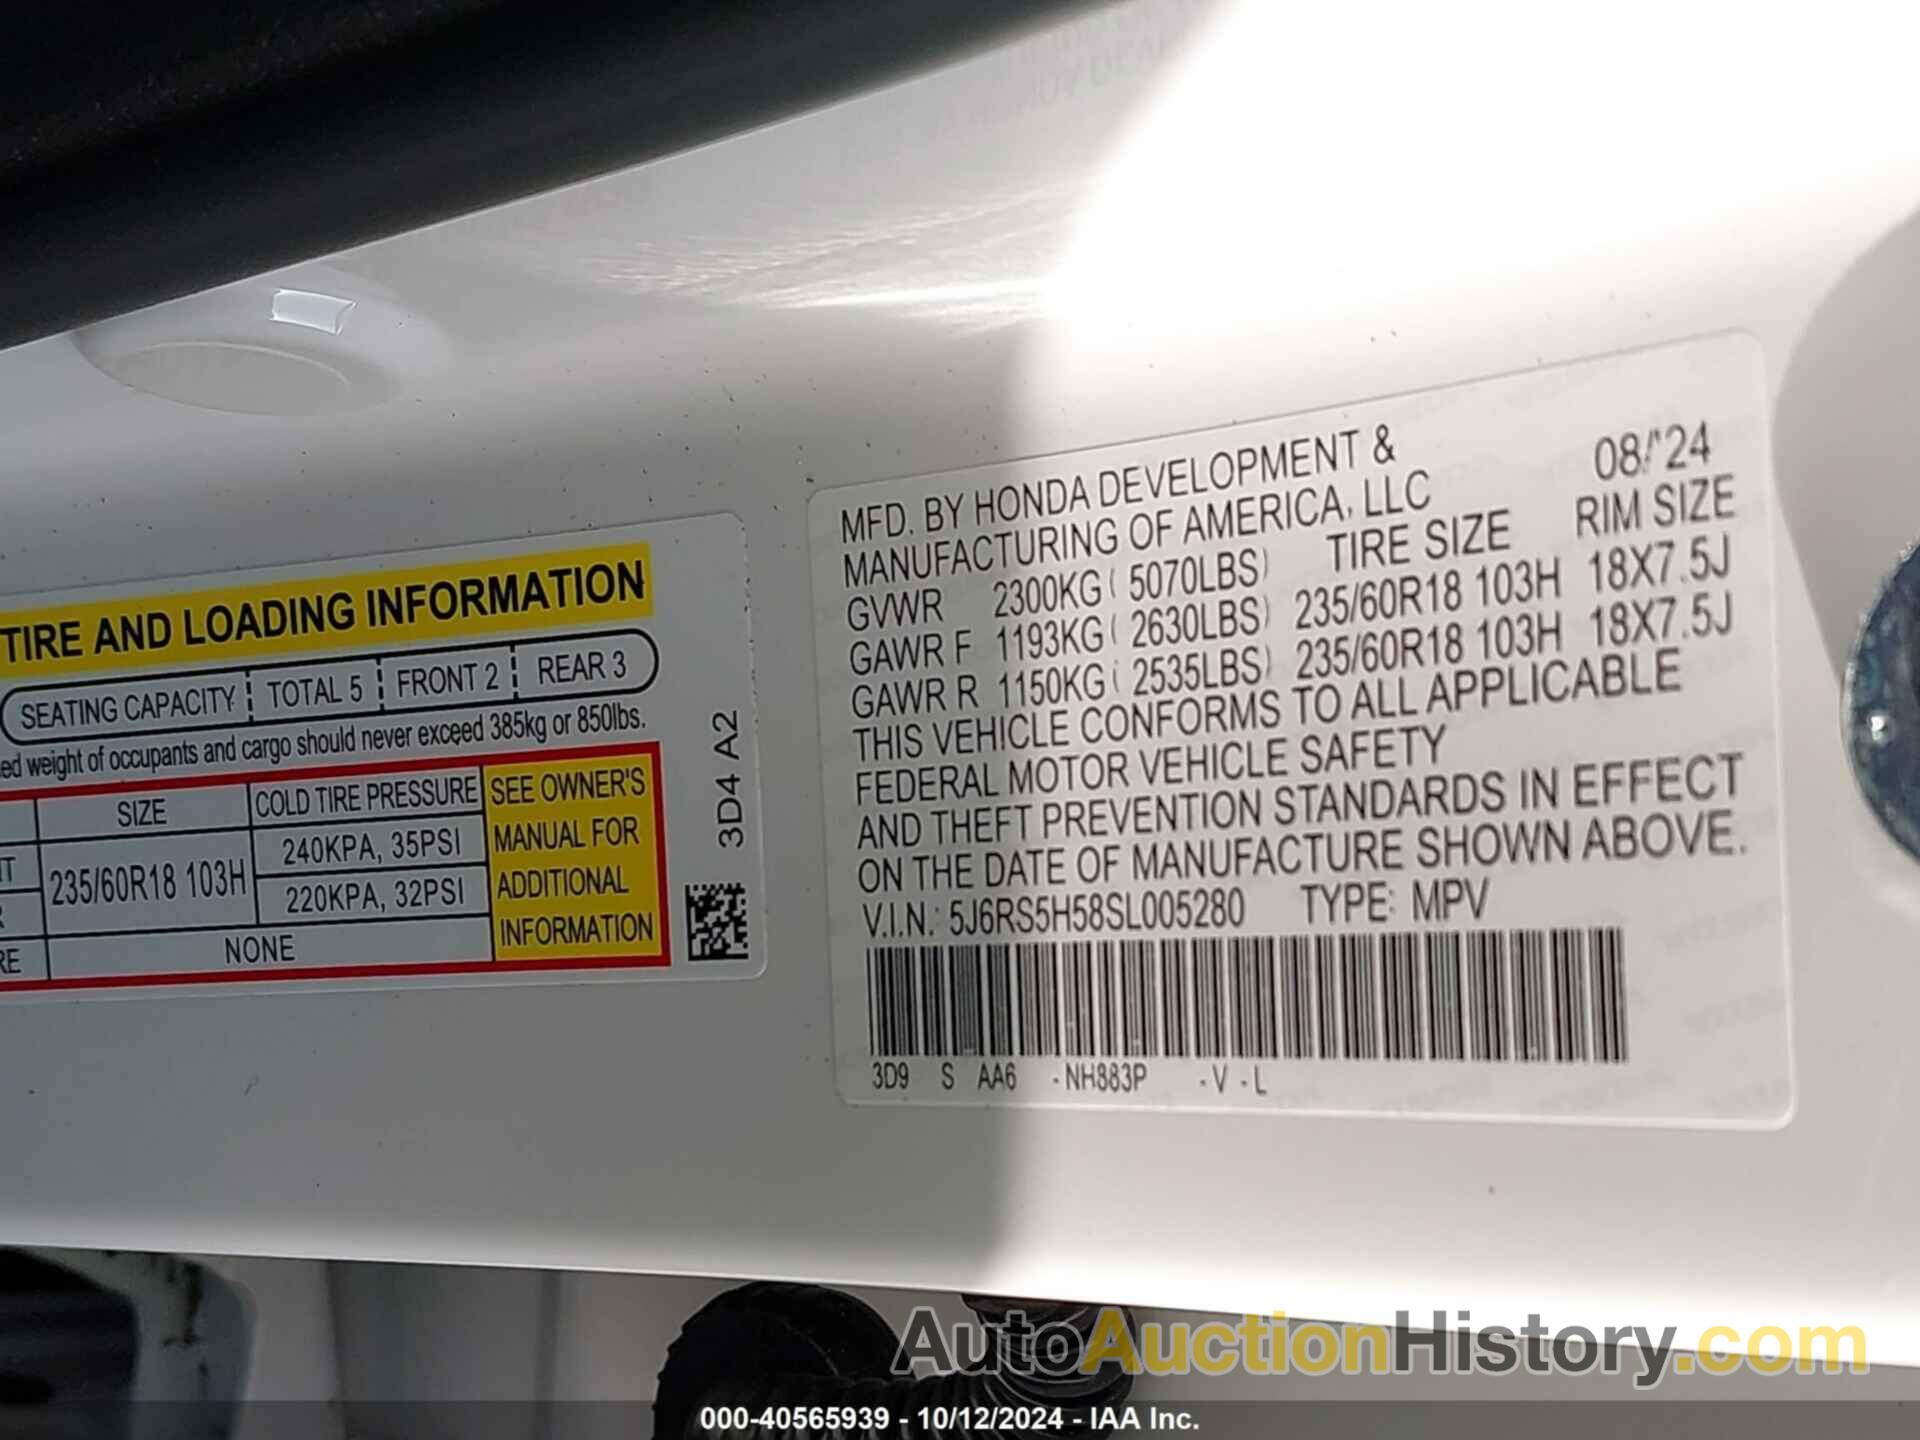 TIRE AND LOADING INFORMATION
SEATING CAPACITY TOTAL 5 FRONT 2 REAR 3
weight of occupants and cargo should never exceed 385kg or 850lbs.
SIZE COLD TIRE PRESSURE SEE OWNER'S MANUAL FOR ADDITIONAL INFORMATION
235/60R18 103H 240KPA, 35PSI
220KPA, 32PSI
NONE
3D4 A2
MFD. BY HONDA DEVELOPMENT & 08/'24
MANUFACTURING OF AMERICA, LLC
GVWR 2300KG ( 5070LBS) TIRE SIZE RIM SIZE
GAWR F 1193KG ( 2630LBS) 235/60R18 103H 18X7.5J
GAWR R 1150KG ( 2535LBS) 235/60R18 103H 18X7.5J
THIS VEHICLE CONFORMS TO ALL APPLICABLE
FEDERAL MOTOR VEHICLE SAFETY
AND THEFT PREVENTION STANDARDS IN EFFECT
ON THE DATE OF MANUFACTURE SHOWN ABOVE.
V.I.N.: 5J6RS5H58SL005280 TYPE: MPV
3D9 S AA6 -NH883P -V -L
AutoAuctionHistory.com
000-40565939 - 10/12/2024 - IAA Inc.